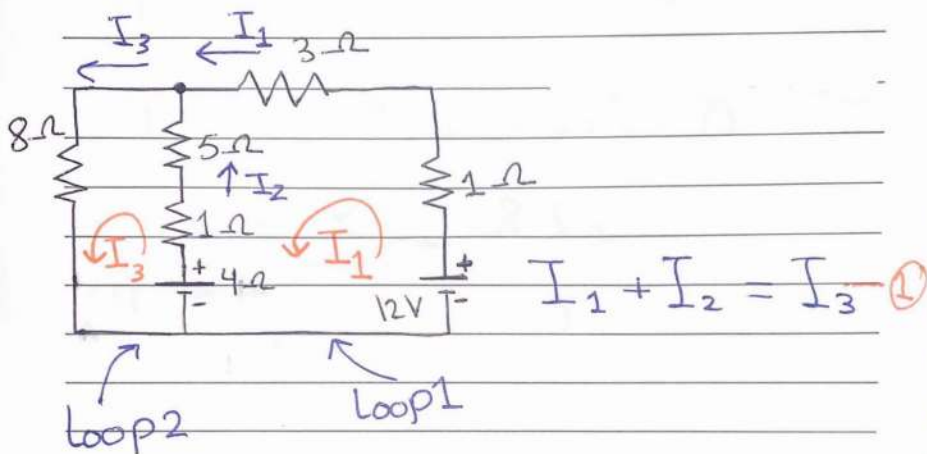 I₃ I₁
3Ω
8Ω
5Ω
I₂
1Ω
1Ω
I₃
I₁
+
4Ω
-
+
12V
-
I₁ + I₂ = I₃ - ①
Loop2
Loop1